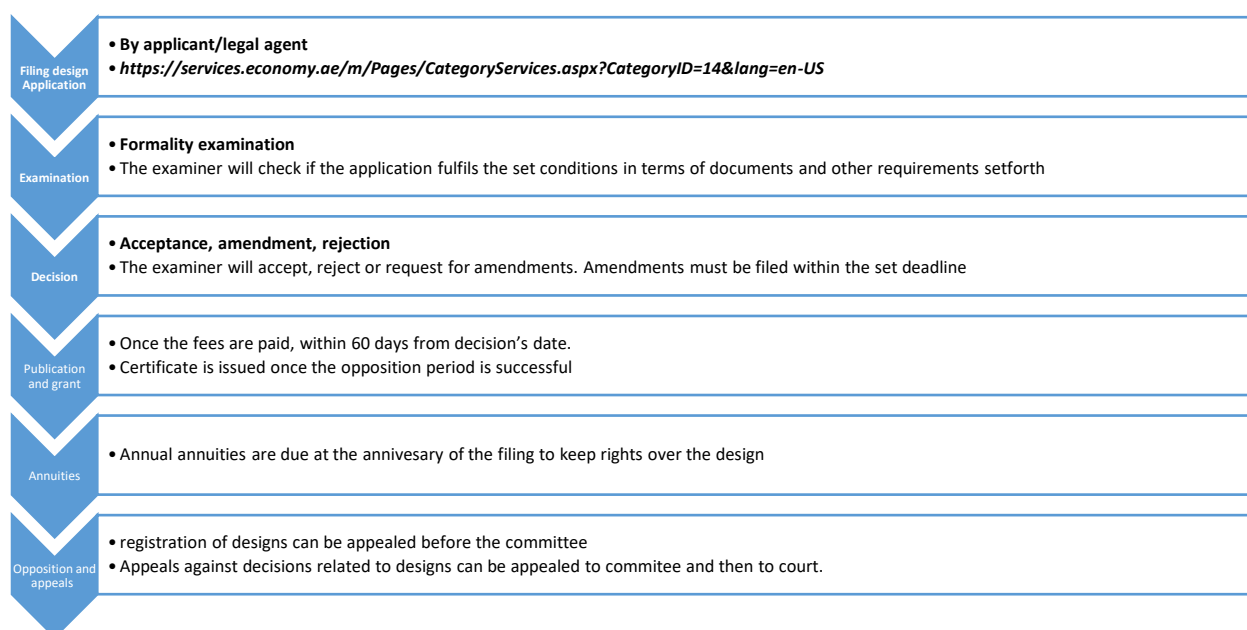 Filing design
Application
• By applicant/legal agent
• https://services.economy.ae/m/Pages/CategoryServices.aspx?CategoryID=14&lang=en-US
Examination
• Formality examination
• The examiner will check if the application fulfils the set conditions in terms of documents and other requirements setforth
Decision
• Acceptance, amendment, rejection
• The examiner will accept, reject or request for amendments. Amendments must be filed within the set deadline
Publication
and grant
• Once the fees are paid, within 60 days from decision's date.
• Certificate is issued once the opposition period is successful
Annuities
• Annual annuities are due at the annivesary of the filing to keep rights over the design
Opposition and
appeals
• registration of designs can be appealed before the committee
• Appeals against decisions related to designs can be appealed to commitee and then to court.